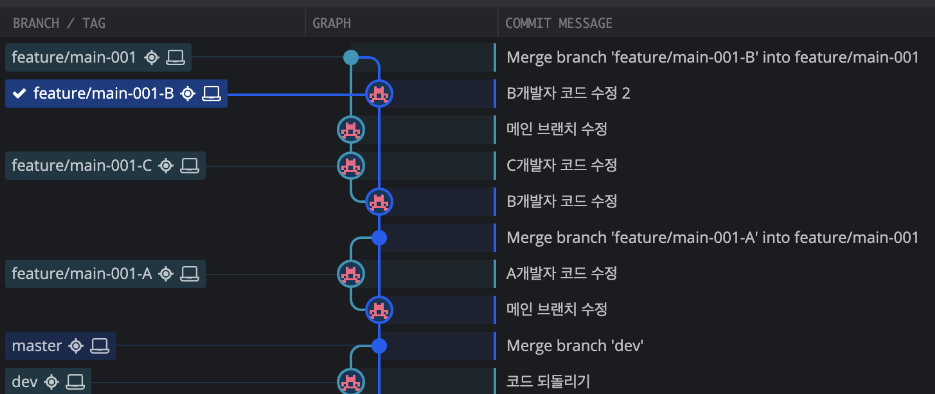 BRANCH / TAG GRAPH COMMIT MESSAGE
feature/main-001 Merge branch 'feature/main-001-B' into feature/main-001
feature/main-001-B B개발자 코드 수정 2
메인 브랜치 수정
feature/main-001-C C개발자 코드 수정
B개발자 코드 수정
Merge branch 'feature/main-001-A' into feature/main-001
feature/main-001-A A개발자 코드 수정
메인 브랜치 수정
master Merge branch 'dev'
dev 코드 되돌리기